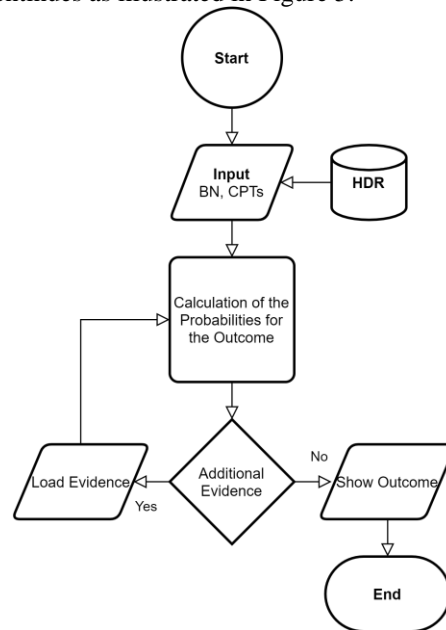 ntinues as illustrated in Figure 3.
Start
Input
BN, CPTs
HDR
Calculation of the
Probabilities for
the Outcome
Additional
Evidence
Load Evidence
Yes
No
Show Outcome
End